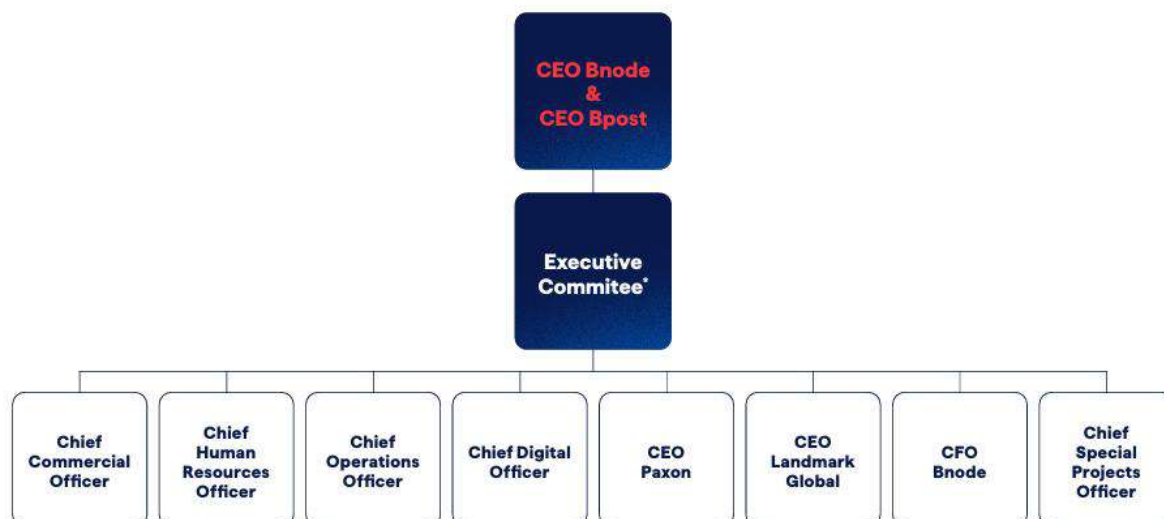 CEO Bnode
&
CEO Bpost
Executive
Commitee*
Chief
Commercial
Officer
Chief
Human
Resources
Officer
Chief
Operations
Officer
Chief Digital
Officer
CEO
Paxon
CEO
Landmark
Global
CFO
Bnode
Chief
Special
Projects
Officer